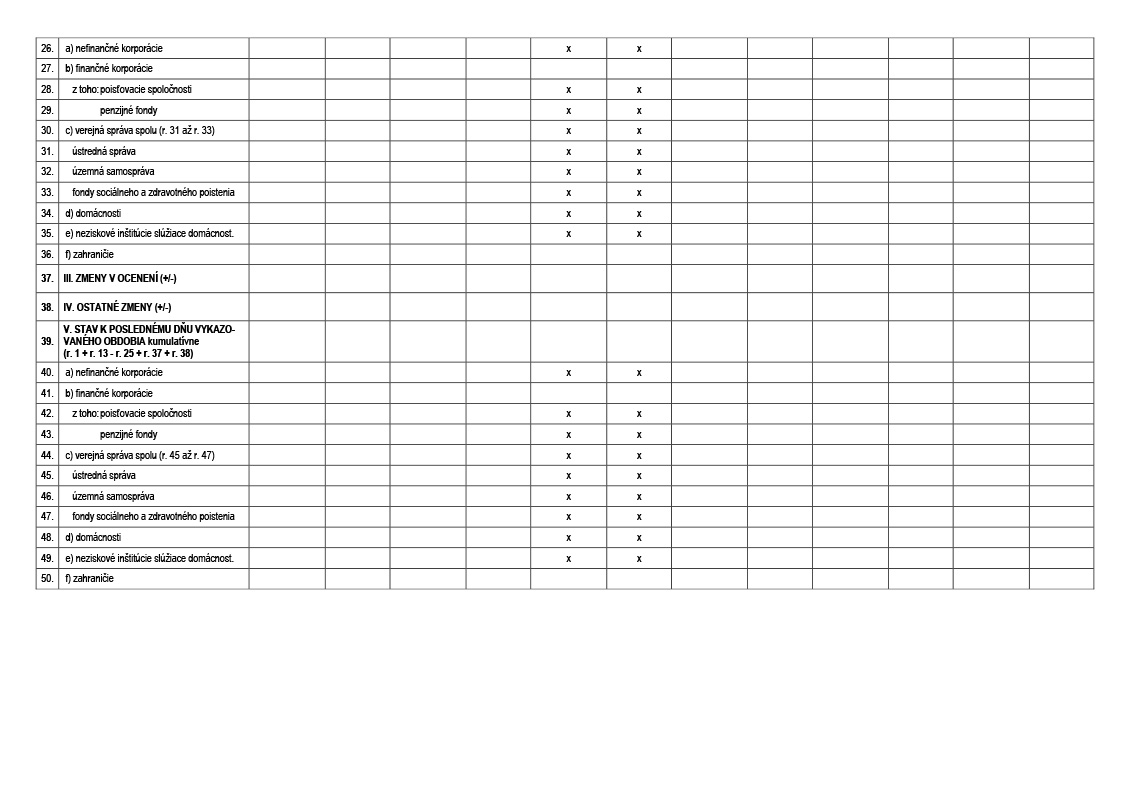 26. a) nefinančné korporácie x x
27. b) finančné korporácie
28. z toho: poisťovacie spoločnosti x x
29. penzijné fondy x x
30. c) verejná správa spolu (r. 31 až r. 33) x x
31. ústredná správa x x
32. územná samospráva x x
33. fondy sociálneho a zdravotného poistenia x x
34. d) domácnosti x x
35. e) neziskové inštitúcie slúžiace domácnost. x x
36. f) zahraničie
37. III. ZMENY V OCENENÍ (+/-)
38. IV. OSTATNÉ ZMENY (+/-)
V. STAV K POSLEDNÉMU DŇU VYKAZO-
39. VANÉHO OBDOBIA kumulatívne
(r. 1 + r. 13 - r. 25 + r. 37 + r. 38)
40. a) nefinančné korporácie x x
41. b) finančné korporácie
42. z toho: poisťovacie spoločnosti x x
43. penzijné fondy x x
44. c) verejná správa spolu (r. 45 až r. 47) x x
45. ústredná správa x x
46. územná samospráva x x
47. fondy sociálneho a zdravotného poistenia x x
48. d) domácnosti x x
49. e) neziskové inštitúcie slúžiace domácnost. x x
50. f) zahraničie